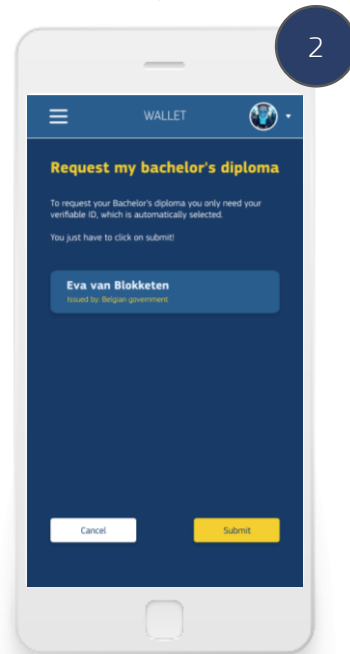 2
WALLET
Request my bachelor's diploma
To request your Bachelor's diploma you only need your
verifiable ID, which is automatically selected.
You just have to click on submit!
Eva van Blokketen
Issued by: Belgian government
Cancel
Submit